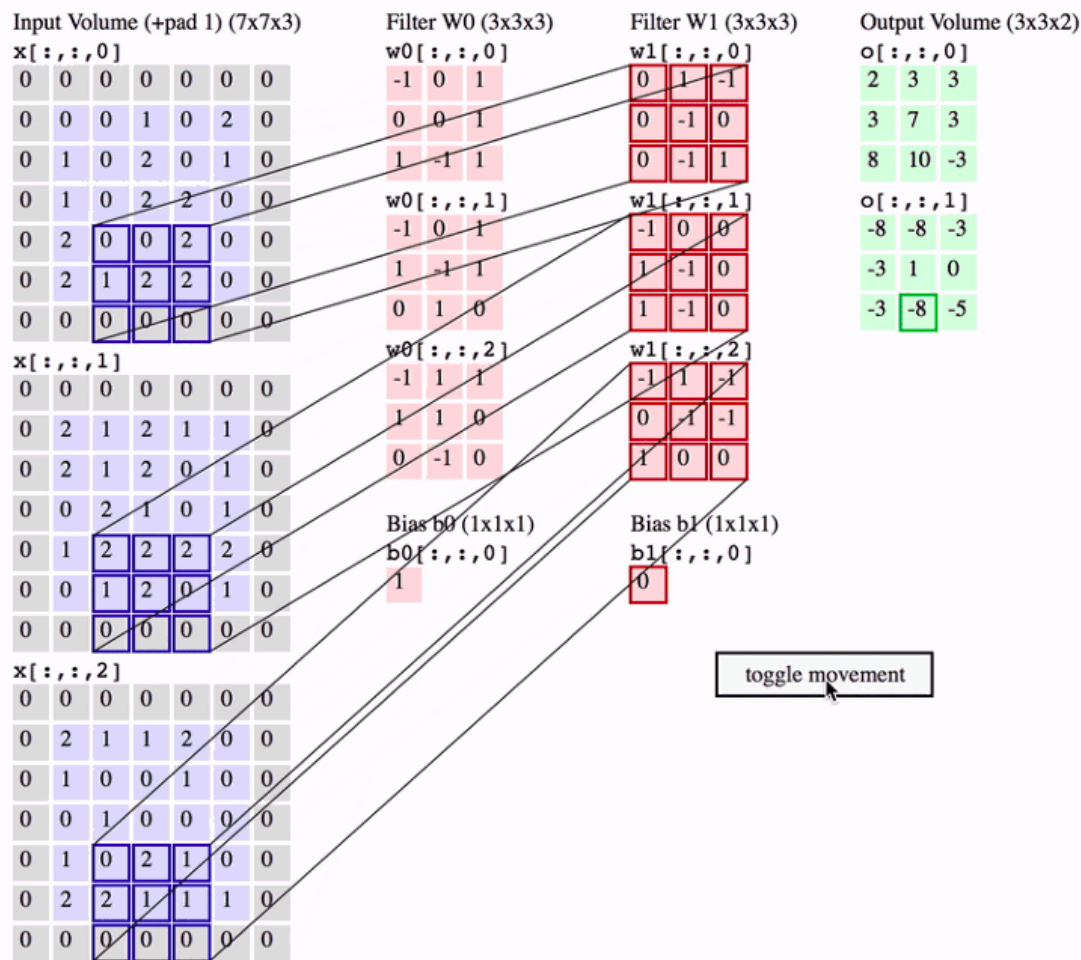 Input Volume (+pad 1) (7x7x3)
x[:,:,0]
0 0 0 0 0 0 0
0 0 0 1 0 2 0
0 1 0 2 0 1 0
0 1 0 2 2 0 0
0 2 0 0 2 0 0
0 2 1 2 2 0 0
0 0 0 0 0 0 0
x[:,:,1]
0 0 0 0 0 0 0
0 2 1 2 1 1 0
0 2 1 2 0 1 0
0 0 2 1 0 1 0
0 1 2 2 2 2 0
0 0 1 2 0 1 0
0 0 0 0 0 0 0
x[:,:,2]
0 0 0 0 0 0 0
0 2 1 1 2 0 0
0 1 0 0 1 0 0
0 0 1 0 0 0 0
0 1 0 2 1 0 0
0 2 2 1 1 1 0
0 0 0 0 0 0 0
Filter W0 (3x3x3)
w0[:,:,0]
-1 0 1
0 0 1
1 -1 1
w0[:,:,1]
-1 0 1
1 -1 1
0 1 0
w0[:,:,2]
-1 1 1
1 1 0
0 -1 0
Bias b0 (1x1x1)
b0[:,:,0]
1
Filter W1 (3x3x3)
w1[:,:,0]
0 1 -1
0 -1 0
0 -1 1
w1[:,:,1]
-1 0 0
1 -1 0
1 -1 0
w1[:,:,2]
-1 1 -1
0 -1 -1
1 0 0
Bias b1 (1x1x1)
b1[:,:,0]
0
Output Volume (3x3x2)
o[:,:,0]
2 3 3
3 7 3
8 10 -3
o[:,:,1]
-8 -8 -3
-3 1 0
-3 -8 -5
toggle movement